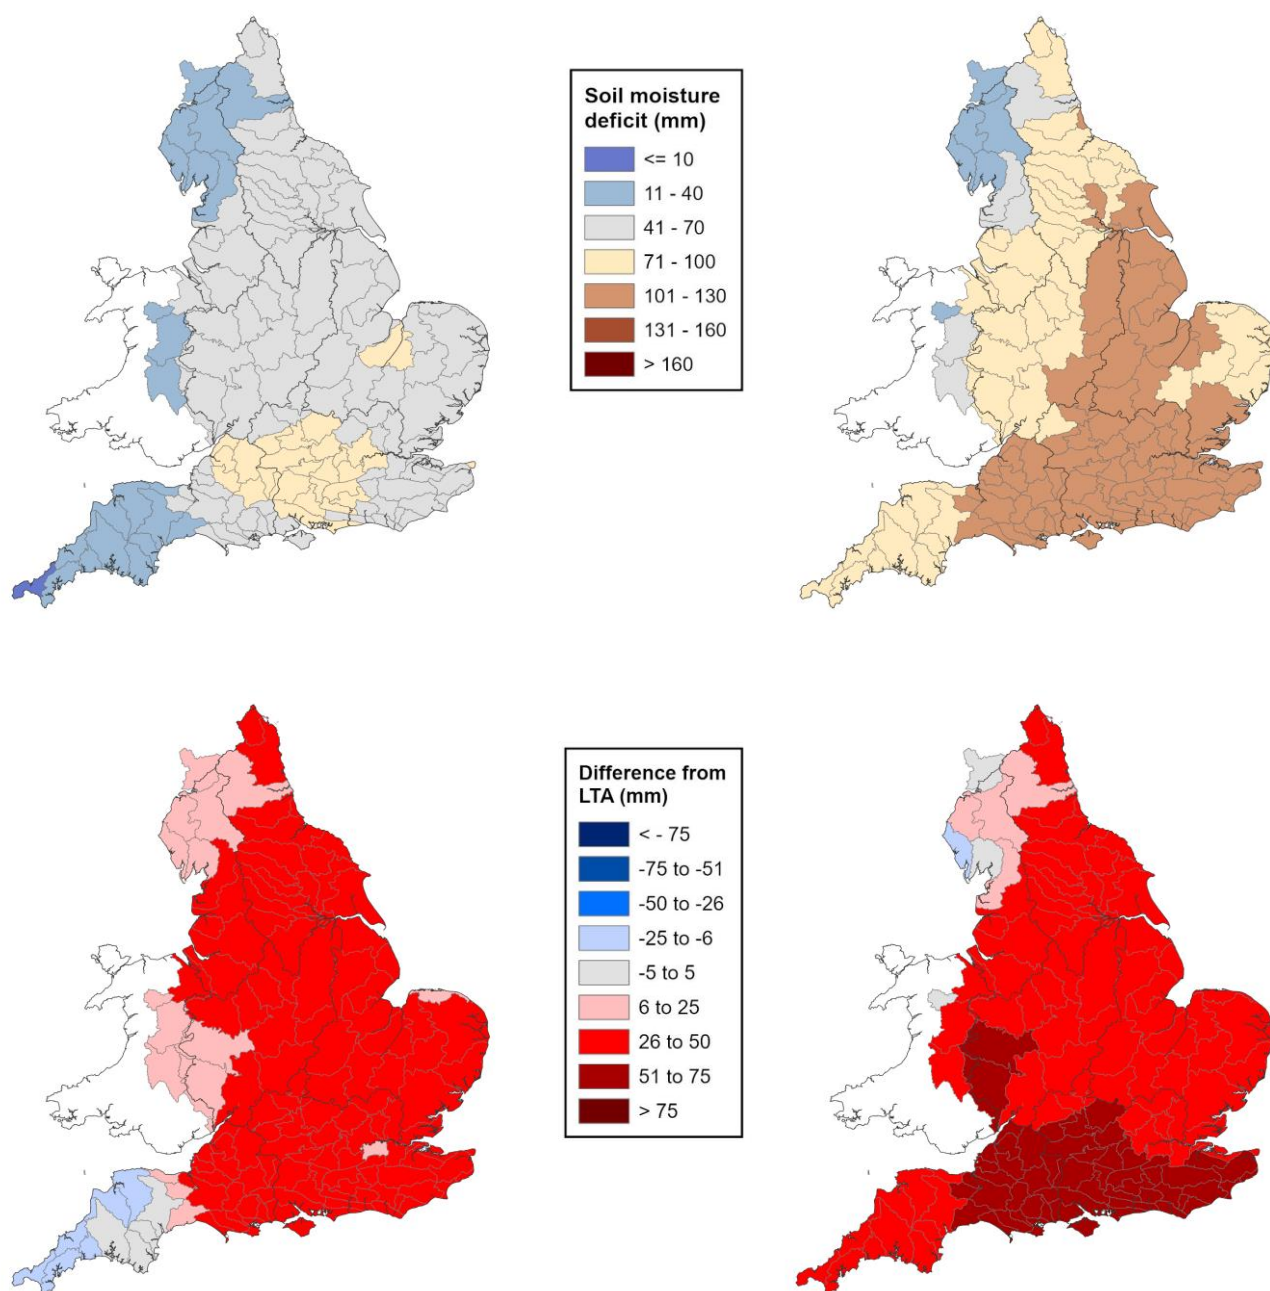 Soil moisture
deficit (mm)
<= 10
11 - 40
41 - 70
71 - 100
101 - 130
131 - 160
> 160
Difference from
LTA (mm)
< - 75
-75 to -51
-50 to -26
-25 to -6
-5 to 5
6 to 25
26 to 50
51 to 75
> 75